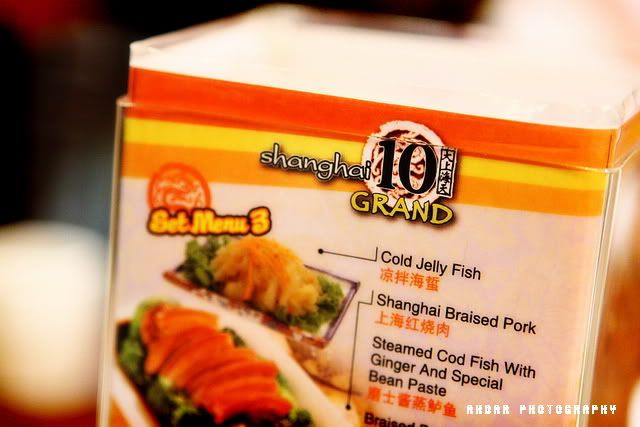 shanghai 10
GRAND
Set Menu 3
Cold Jelly Fish
凉拌海蜇
Shanghai Braised Pork
上海红烧肉
Steamed Cod Fish With
Ginger And Special
Bean Paste
AHBAR PHOTOGRAPHY